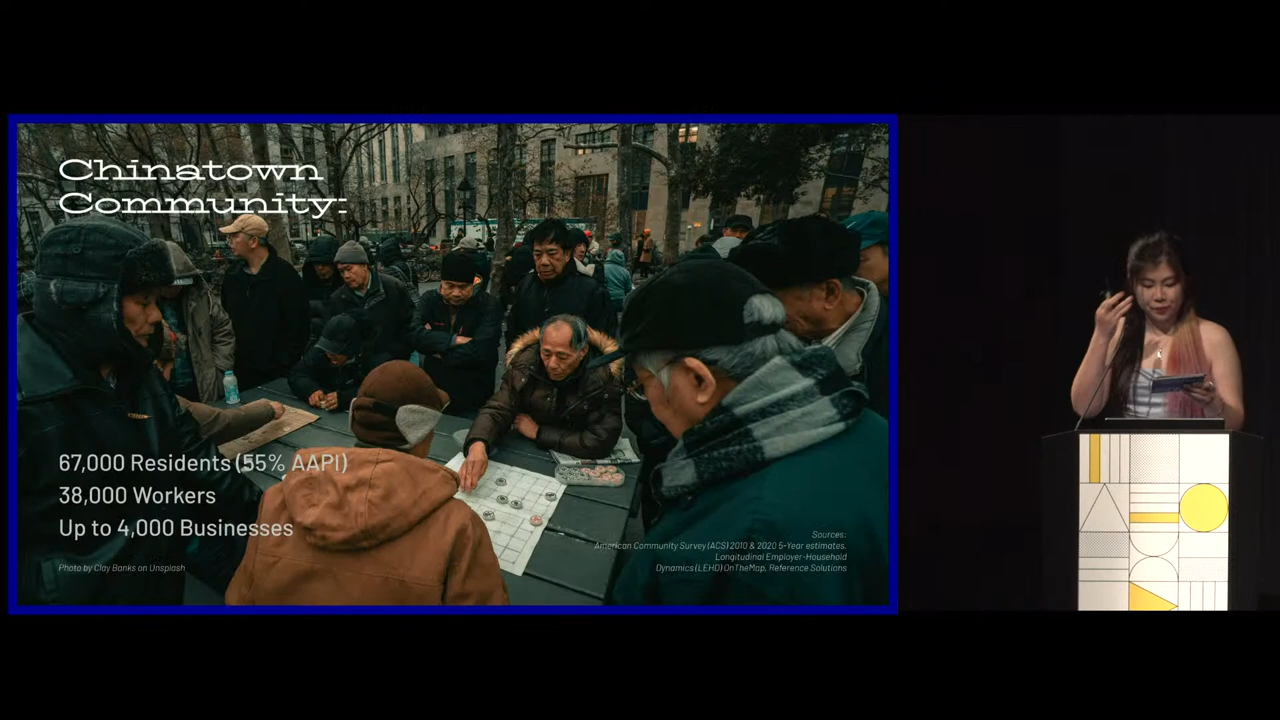 Chinatown
Community:
67,000 Residents (55% AAPI)
38,000 Workers
Up to 4,000 Businesses
Photo by Clay Banks on Unsplash
Sources:
American Community Survey (ACS) 2010 & 2020 5-Year estimates.
Longitudinal Employer-Household
Dynamics (LEHD) OnTheMap, Reference Solutions